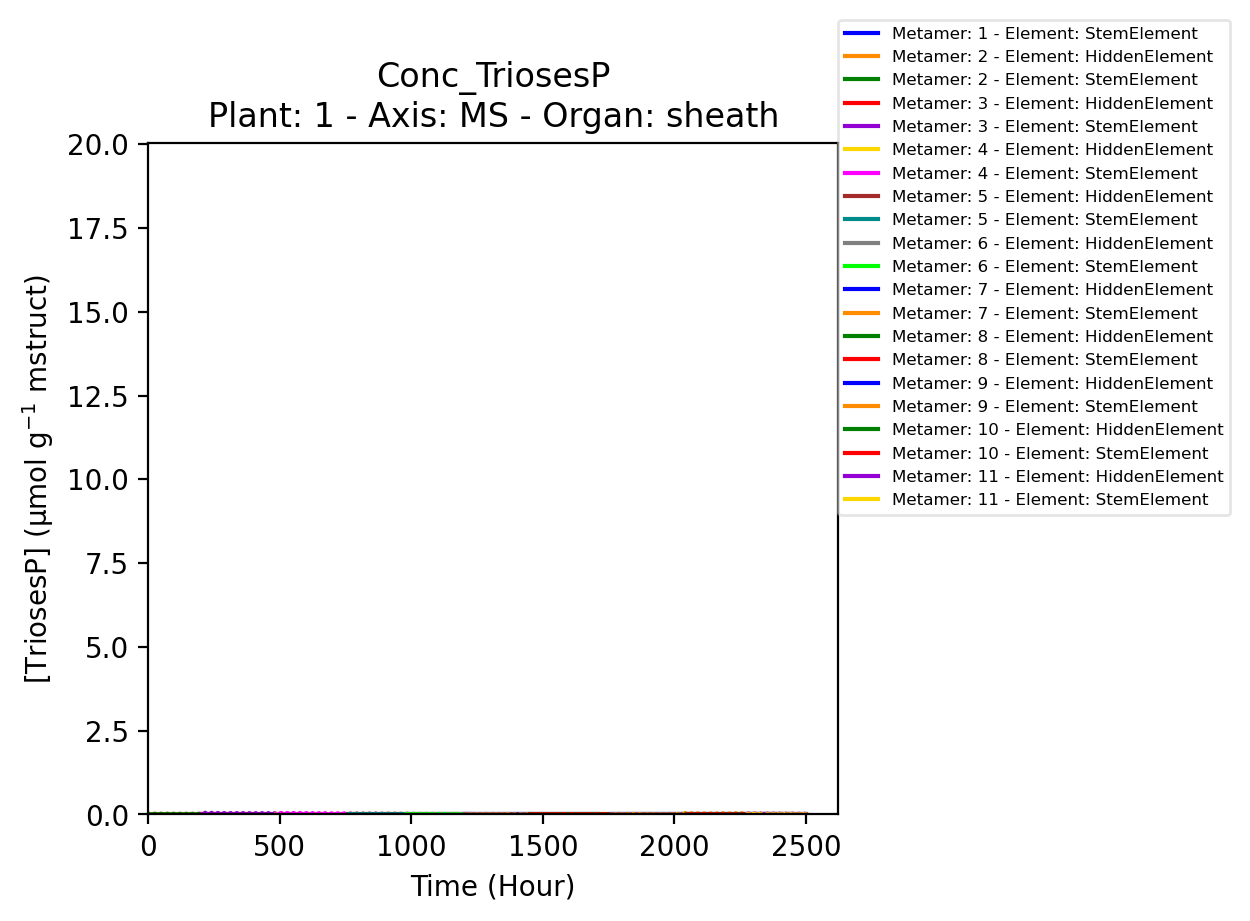 Conc_TriosesP
Plant: 1 - Axis: MS - Organ: sheath
[TriosesP] (µmol g⁻¹ mstruct)
20.0
17.5
15.0
12.5
10.0
7.5
5.0
2.5
0.0
0 500 1000 1500 2000 2500
Time (Hour)
Metamer: 1 - Element: StemElement
Metamer: 2 - Element: HiddenElement
Metamer: 2 - Element: StemElement
Metamer: 3 - Element: HiddenElement
Metamer: 3 - Element: StemElement
Metamer: 4 - Element: HiddenElement
Metamer: 4 - Element: StemElement
Metamer: 5 - Element: HiddenElement
Metamer: 5 - Element: StemElement
Metamer: 6 - Element: HiddenElement
Metamer: 6 - Element: StemElement
Metamer: 7 - Element: HiddenElement
Metamer: 7 - Element: StemElement
Metamer: 8 - Element: HiddenElement
Metamer: 8 - Element: StemElement
Metamer: 9 - Element: HiddenElement
Metamer: 9 - Element: StemElement
Metamer: 10 - Element: HiddenElement
Metamer: 10 - Element: StemElement
Metamer: 11 - Element: HiddenElement
Metamer: 11 - Element: StemElement